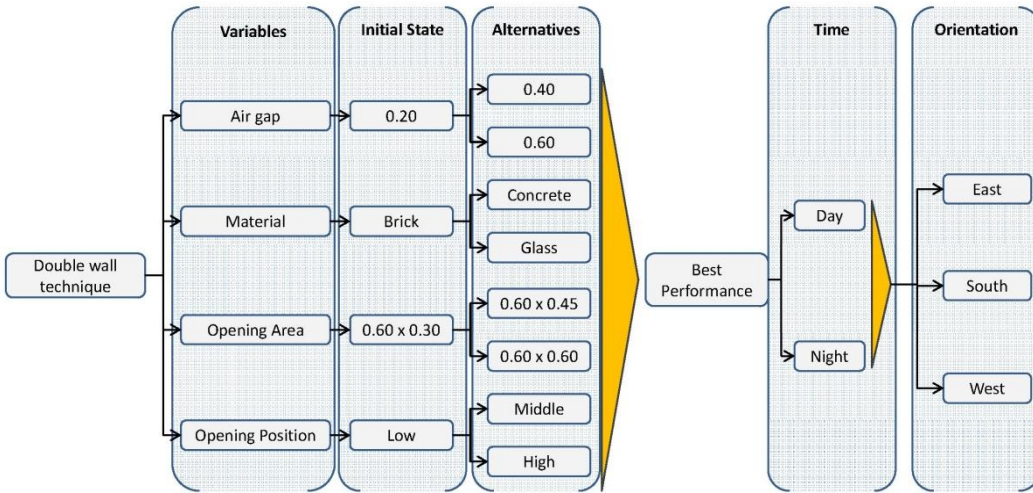 Variables
Initial State
Alternatives
Time
Orientation
Double wall
technique
Air gap
0.20
0.40
0.60
Material
Brick
Concrete
Glass
Opening Area
0.60 x 0.30
0.60 x 0.45
0.60 x 0.60
Opening Position
Low
Middle
High
Best
Performance
Day
Night
East
South
West